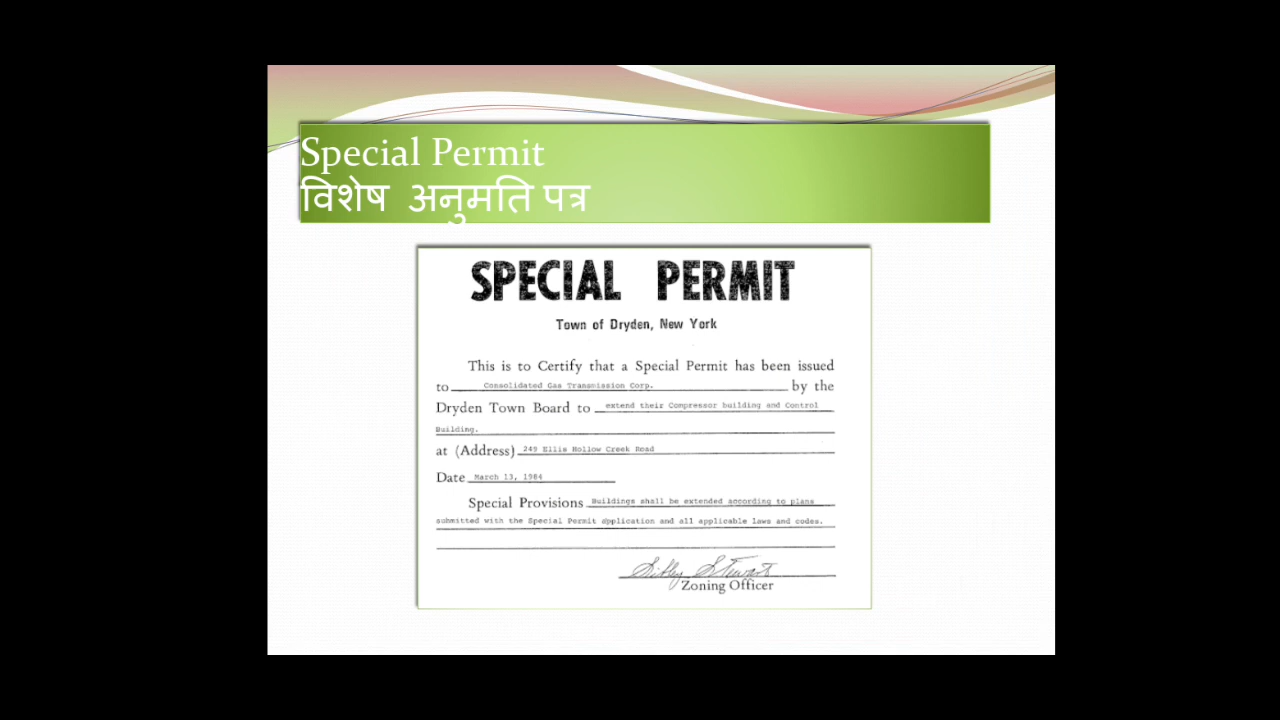 Special Permit
विशेष अनुमति पत्र
SPECIAL PERMIT
Town of Dryden, New York
This is to Certify that a Special Permit has been issued
to Consolidated Gas Transmission Corp. by the
Dryden Town Board to extend their Compressor building and Control
Building.
at (Address) 249 Ellis Hollow Creek Road
Date March 13, 1984
Special Provisions Buildings shall be extended according to plans
submitted with the Special Permit application and all applicable laws and codes.
Stewart
Zoning Officer